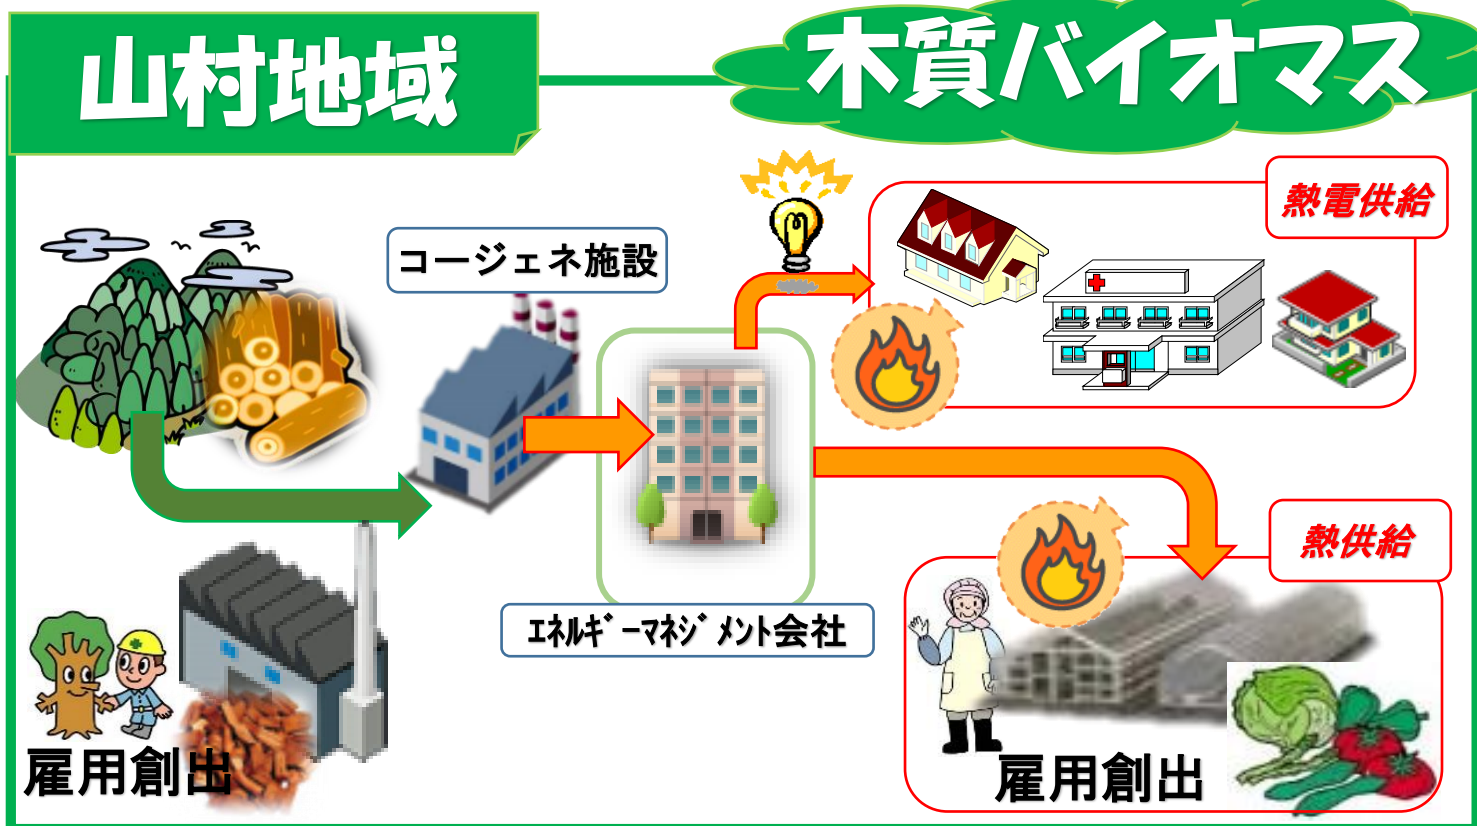 山村地域
木質バイオマス
熱電供給
コージェネ施設
熱供給
エネルギーマネジメント会社
雇用創出
雇用創出